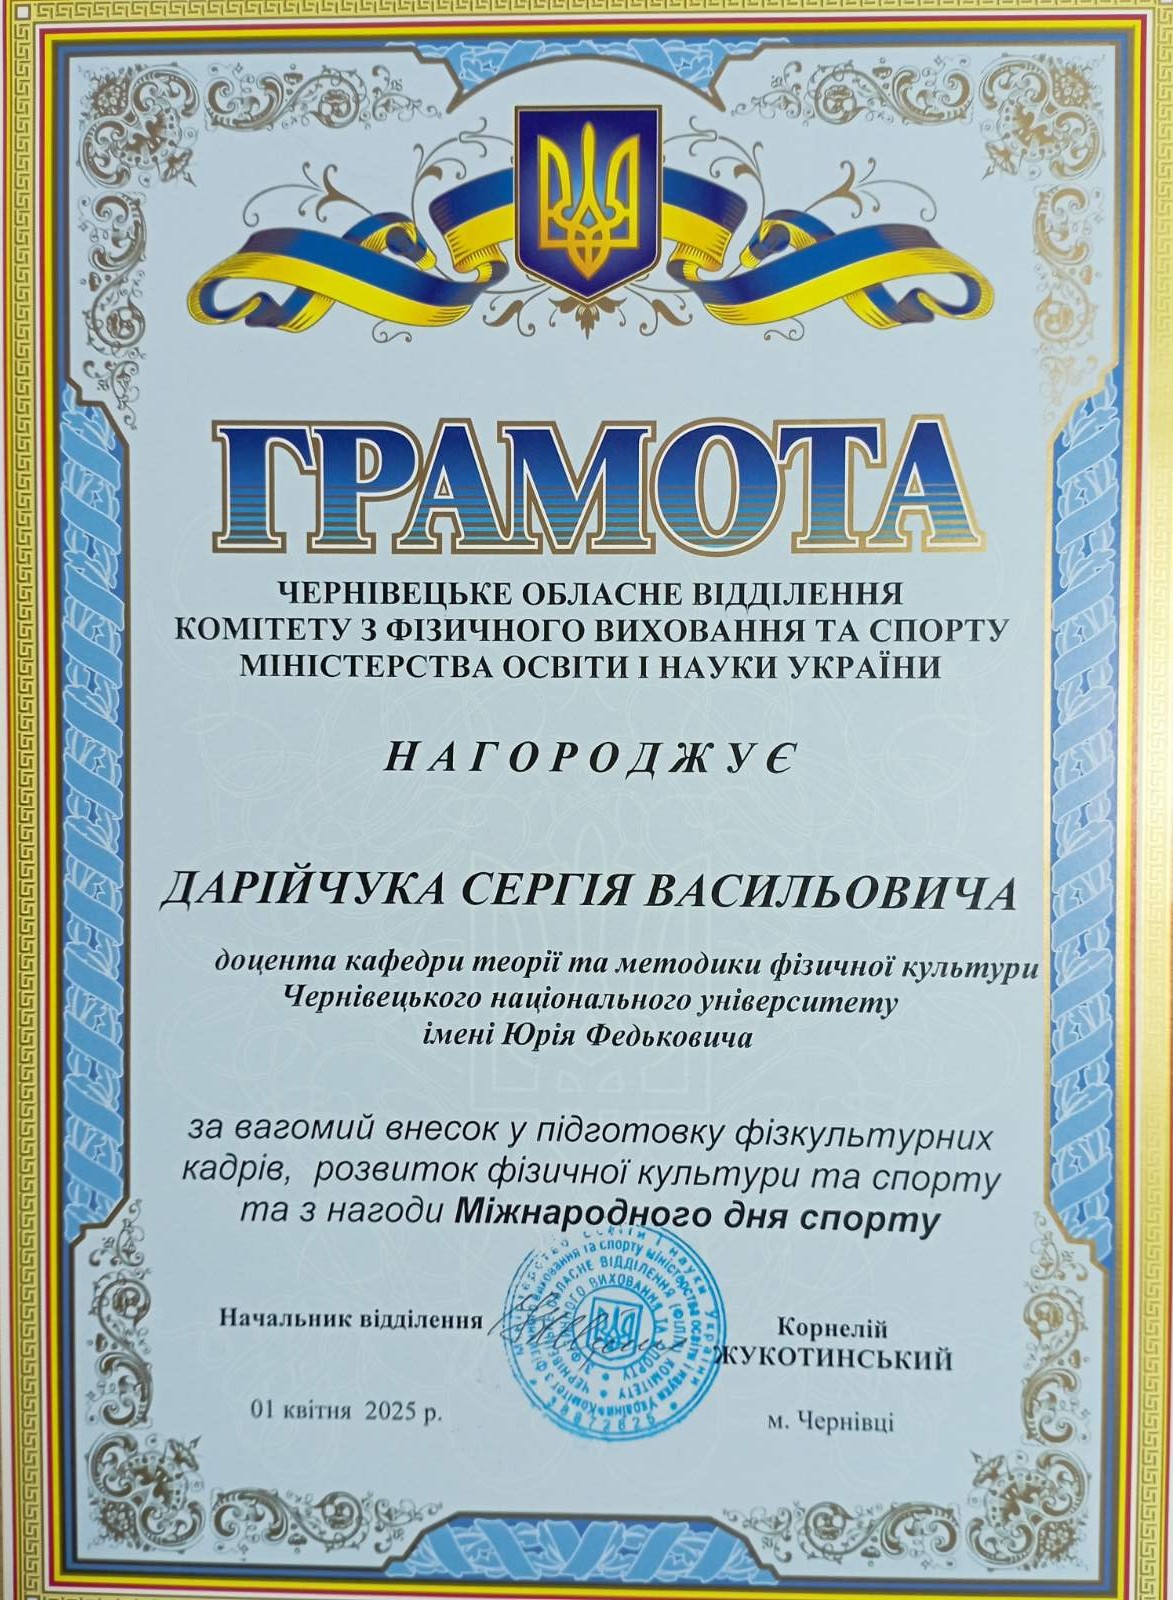 ГРАМОТА
ЧЕРНІВЕЦЬКЕ ОБЛАСНЕ ВІДДІЛЕННЯ
КОМІТЕТУ З ФІЗИЧНОГО ВИХОВАННЯ ТА СПОРТУ
МІНІСТЕРСТВА ОСВІТИ І НАУКИ УКРАЇНИ
НАГОРОДЖУЄ
ДАРІЙЧУКА СЕРГІЯ ВАСИЛЬОВИЧА
доцента кафедри теорії та методики фізичної культури
Чернівецького національного університету
імені Юрія Федьковича
за вагомий внесок у підготовку фізкультурних
кадрів, розвиток фізичної культури та спорту
та з нагоди Міжнародного дня спорту
Начальник відділення
Корнелій
ЖУКОТИНСЬКИЙ
01 квітня 2025 р.
м. Чернівці